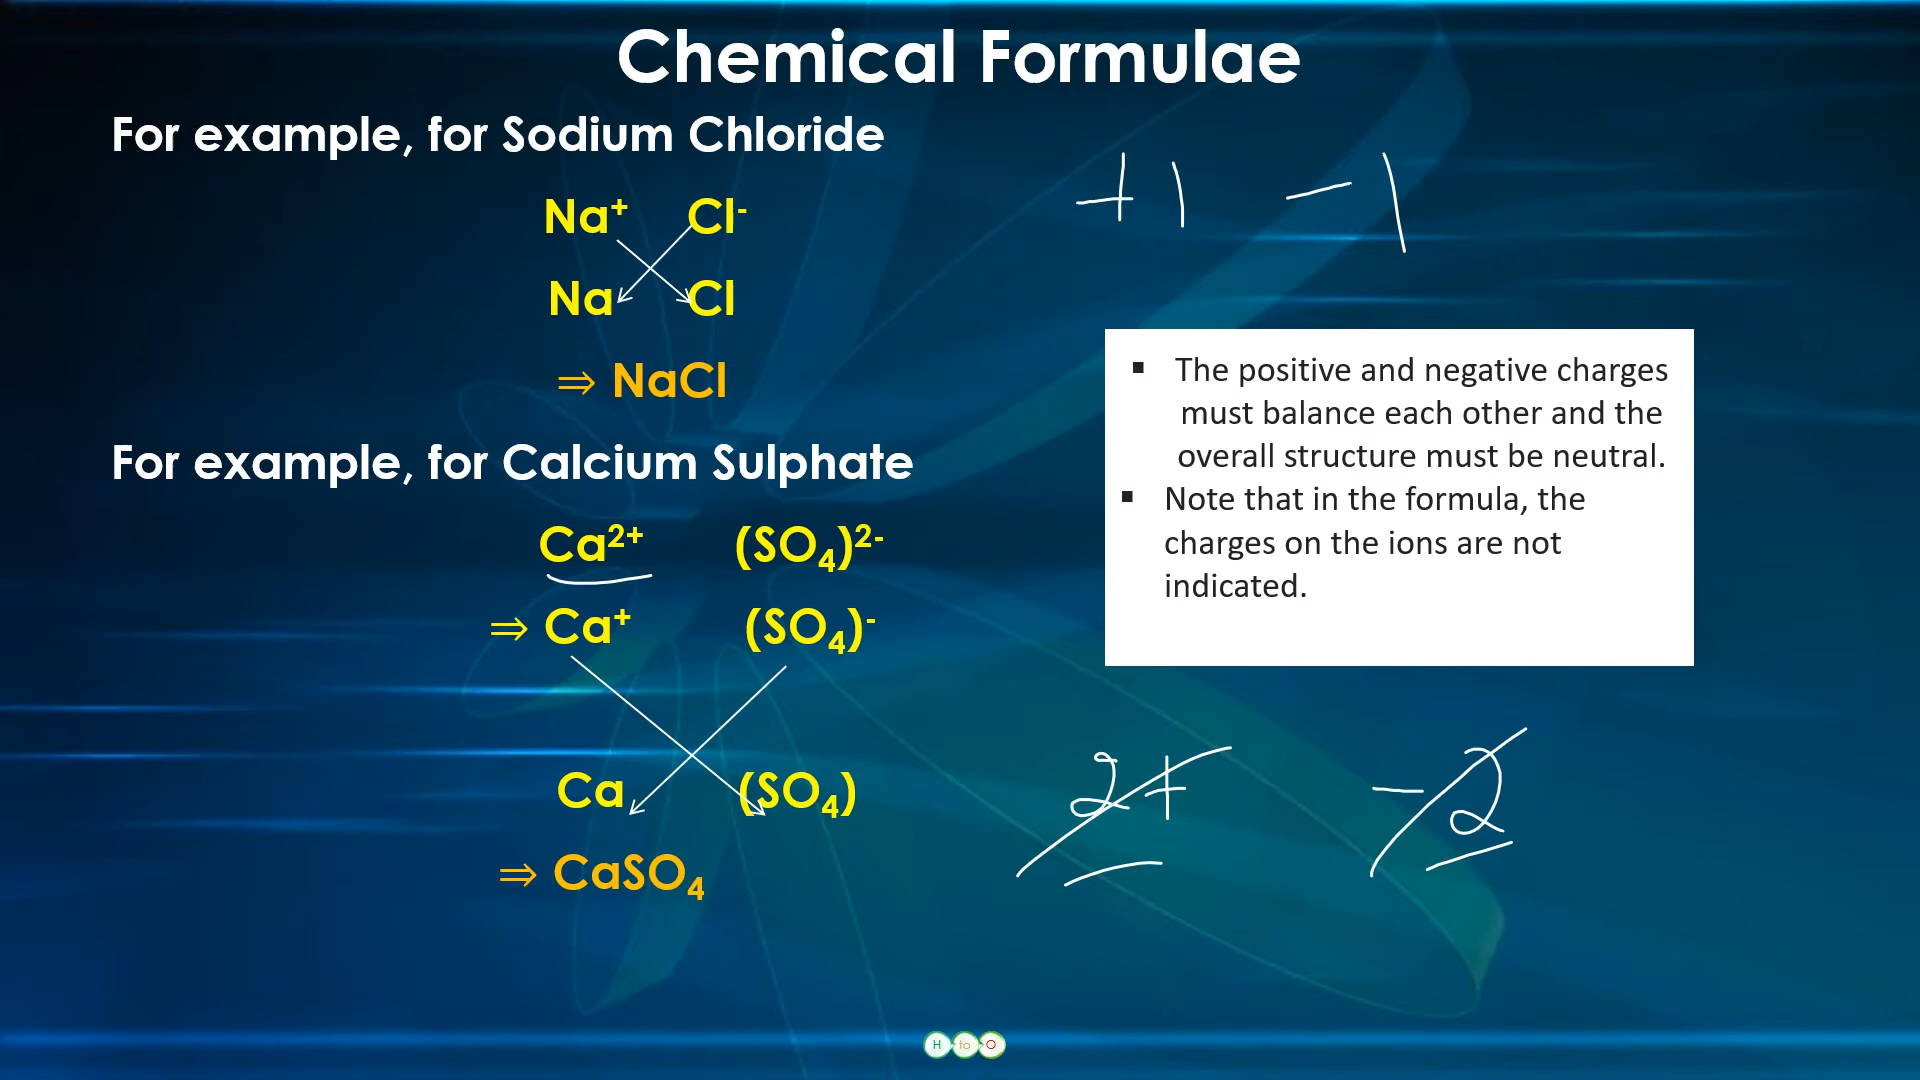 Chemical Formulae
For example, for Sodium Chloride
Na⁺ Cl⁻
+1 -1
Na Cl
⇒ NaCl
For example, for Calcium Sulphate
Ca²⁺ (SO₄)²⁻
⇒ Ca⁺ (SO₄)⁻
Ca (SO₄)
⇒ CaSO₄
▪ The positive and negative charges
must balance each other and the
overall structure must be neutral.
▪ Note that in the formula, the
charges on the ions are not
indicated.
2+ -2
H to O